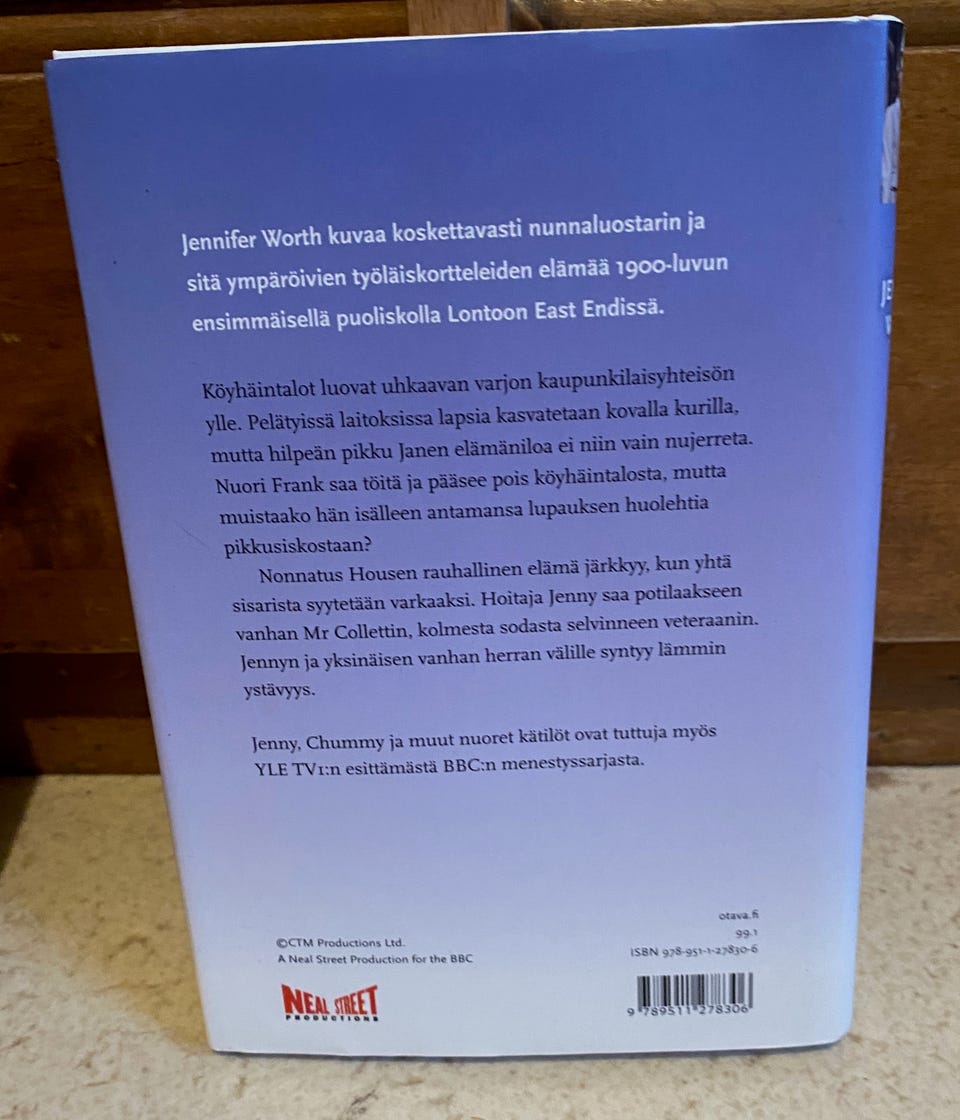 Jennifer Worth kuvaa koskettavasti nunnaluostarin ja
sitä ympäröivien työläiskortteleiden elämää 1900-luvun
ensimmäisellä puoliskolla Lontoon East Endissä.
Köyhäintalot luovat uhkaavan varjon kaupunkilaisyhteisön
ylle. Pelätyissä laitoksissa lapsia kasvatetaan kovalla kurilla,
mutta hilpeän pikku Janen elämäniloa ei niin vain nujerreta.
Nuori Frank saa töitä ja pääsee pois köyhäintalosta, mutta
muistaako hän isälleen antamansa lupauksen huolehtia
pikkusiskostaan?
Nonnatus Housen rauhallinen elämä järkkyy, kun yhtä
sisarista syytetään varkaaksi. Hoitaja Jenny saa potilaakseen
vanhan Mr Collettin, kolmesta sodasta selvinneen veteraanin.
Jennyn ja yksinäisen vanhan herran välille syntyy lämmin
ystävyys.
Jenny, Chummy ja muut nuoret kätilöt ovat tuttuja myös
YLE TV1:n esittämästä BBC:n menestyssarjasta.
otava.fi
99.1
ISBN 978-951-1-27830-6
©CTM Productions Ltd.
A Neal Street Production for the BBC
NEAL STREET
PRODUCTIONS
9 789511 278306